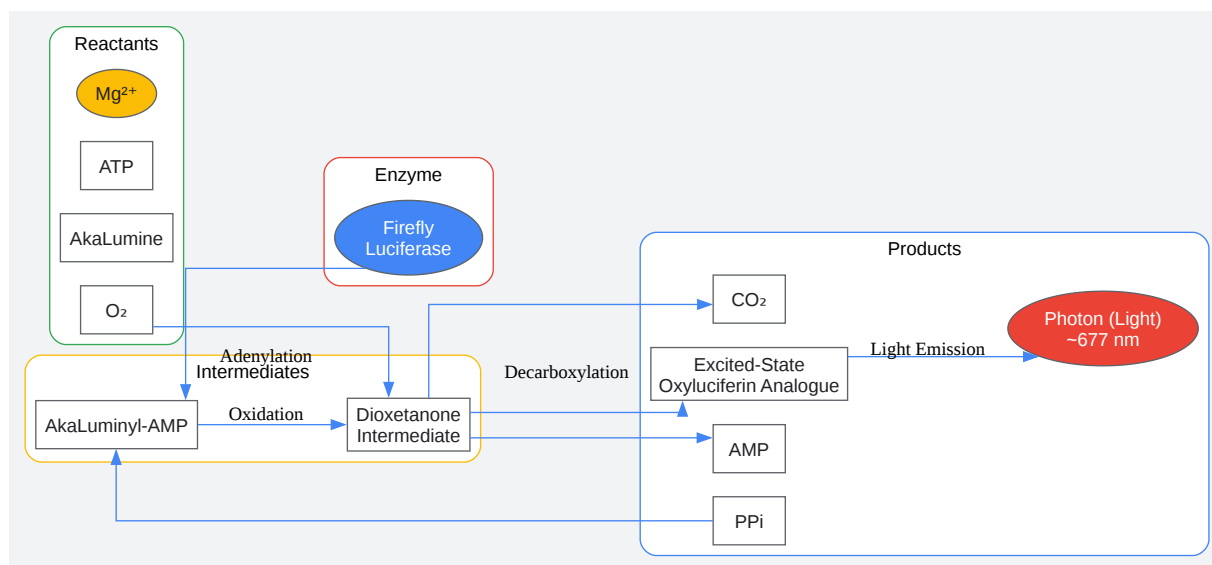 Reactants
Mg²⁺
ATP
AkaLumine
O₂
Enzyme
Firefly
Luciferase
Adenylation
Intermediates
AkaLuminyl-AMP
Oxidation
Dioxetanone
Intermediate
Decarboxylation
Products
CO₂
Excited-State
Oxyluciferin Analogue
AMP
PPi
Light Emission
Photon (Light)
~677 nm